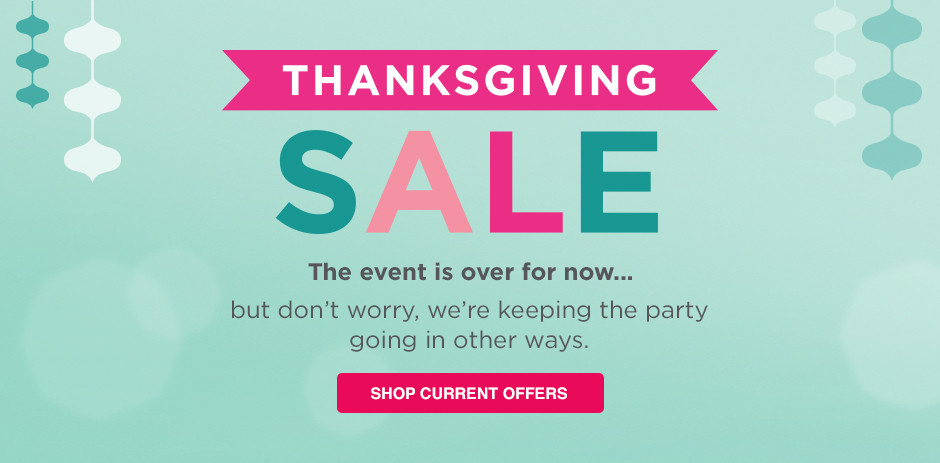 THANKSGIVING
SALE
The event is over for now...
but don’t worry, we’re keeping the party
going in other ways.
SHOP CURRENT OFFERS